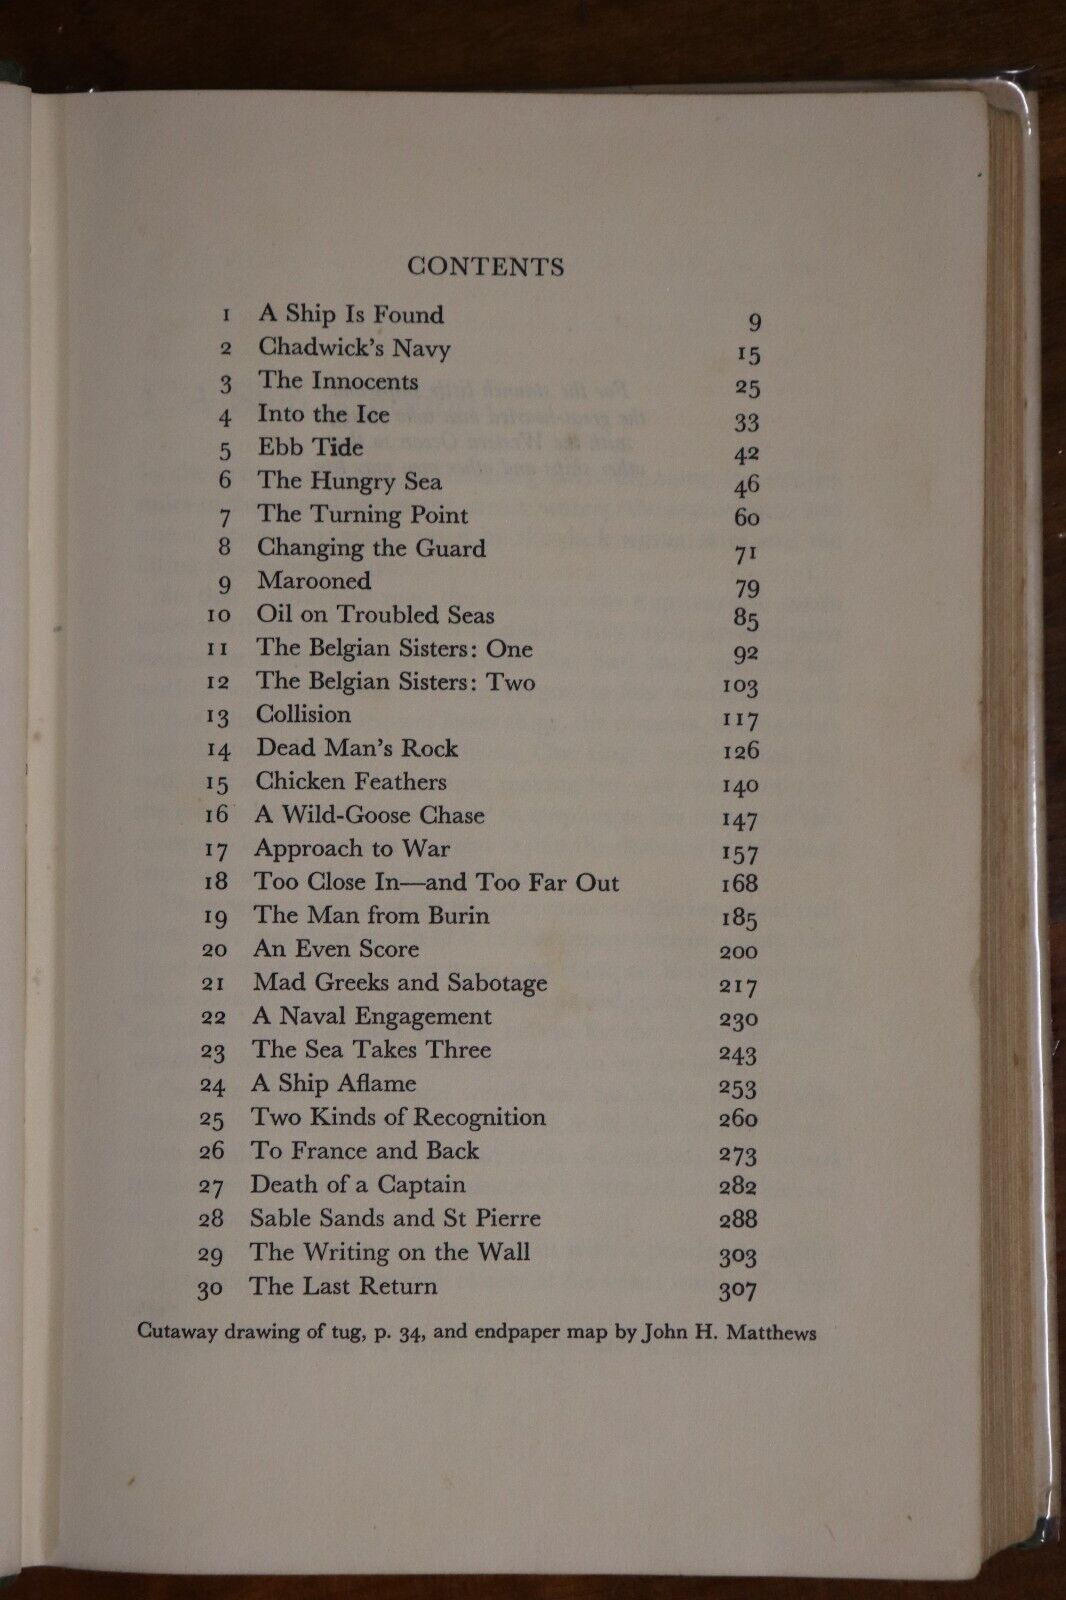 CONTENTS
1 A Ship Is Found 9
2 Chadwick's Navy 15
3 The Innocents 25
4 Into the Ice 33
5 Ebb Tide 42
6 The Hungry Sea 46
7 The Turning Point 60
8 Changing the Guard 71
9 Marooned 79
10 Oil on Troubled Seas 85
11 The Belgian Sisters: One 92
12 The Belgian Sisters: Two 103
13 Collision 117
14 Dead Man's Rock 126
15 Chicken Feathers 140
16 A Wild-Goose Chase 147
17 Approach to War 157
18 Too Close In—and Too Far Out 168
19 The Man from Burin 185
20 An Even Score 200
21 Mad Greeks and Sabotage 217
22 A Naval Engagement 230
23 The Sea Takes Three 243
24 A Ship Aflame 253
25 Two Kinds of Recognition 260
26 To France and Back 273
27 Death of a Captain 282
28 Sable Sands and St Pierre 288
29 The Writing on the Wall 303
30 The Last Return 307
Cutaway drawing of tug, p. 34, and endpaper map by John H. Matthews